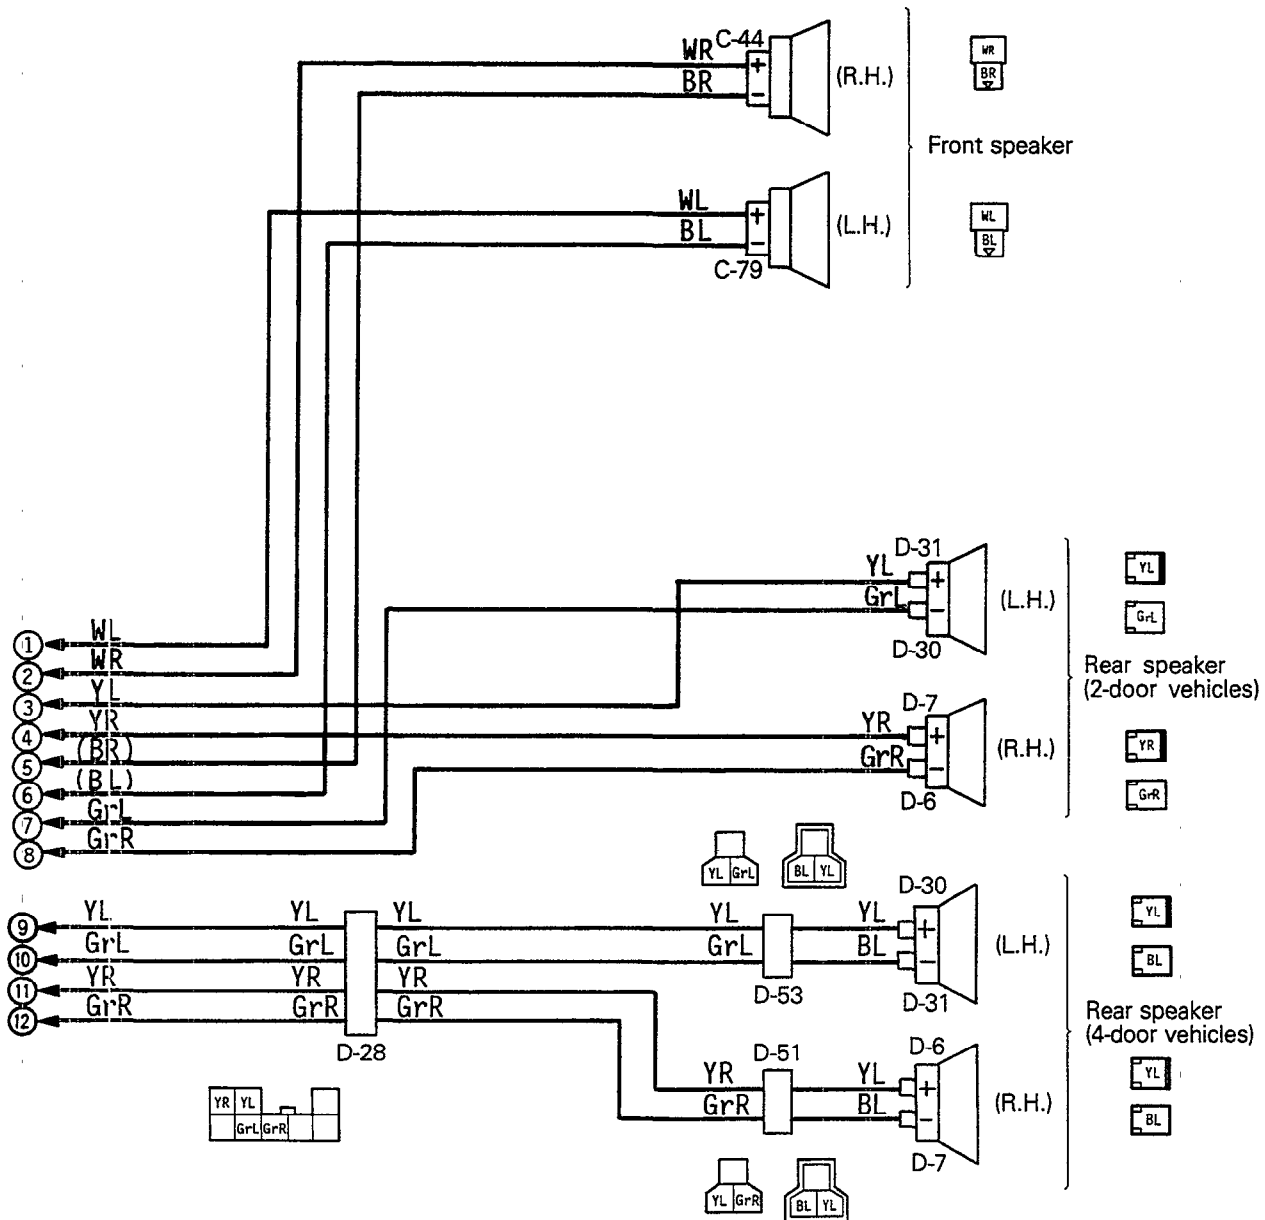 WR C-44
+
BR
−
(R.H.)
WR
BR
Front speaker
WL
+
BL
−
C-79
(L.H.)
WL
BL
D-31
YL
+
GrL
−
D-30
(L.H.)
YL
GrL
Rear speaker
(2-door vehicles)
D-7
YR
+
GrR
−
D-6
(R.H.)
YR
GrR
1 WL
2 WR
3 YL
4 YR
5 (BR)
6 (BL)
7 GrL
8 GrR
YL GrL
BL YL
9 YL YL YL YL YL
10 GrL GrL GrL GrL BL
11 YR YR YR
12 GrR GrR GrR
D-28
D-53
D-30
+
−
D-31
(L.H.)
YL
BL
Rear speaker
(4-door vehicles)
D-51
D-6
YR YL
+
GrR BL
−
D-7
(R.H.)
YL
BL
YR YL
GrL GrR
YL GrR
BL YL